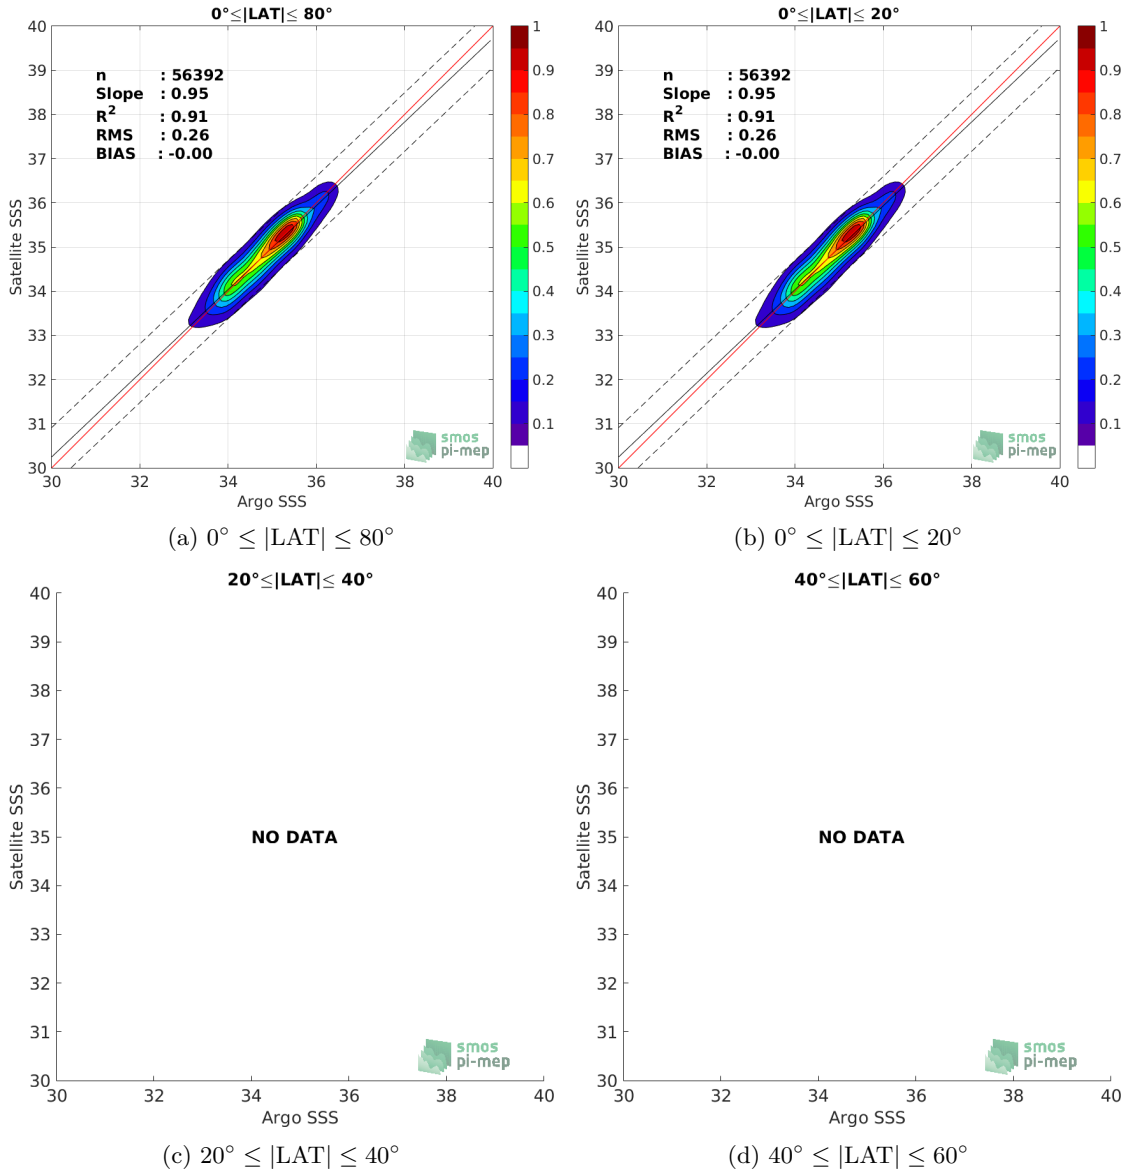 0°≤|LAT|≤ 80°
40
39
38
37
36
35
34
33
32
31
30
Satellite SSS
n : 56392
Slope : 0.95
R² : 0.91
RMS : 0.26
BIAS : -0.00
1
0.9
0.8
0.7
0.6
0.5
0.4
0.3
0.2
0.1
smos
pi-mep
30 32 34 36 38 40
Argo SSS
(a) 0° ≤ |LAT| ≤ 80°
0°≤|LAT|≤ 20°
40
39
38
37
36
35
34
33
32
31
30
Satellite SSS
n : 56392
Slope : 0.95
R² : 0.91
RMS : 0.26
BIAS : -0.00
1
0.9
0.8
0.7
0.6
0.5
0.4
0.3
0.2
0.1
smos
pi-mep
30 32 34 36 38 40
Argo SSS
(b) 0° ≤ |LAT| ≤ 20°
20°≤|LAT|≤ 40°
40
39
38
37
36
35
34
33
32
31
30
Satellite SSS
NO DATA
smos
pi-mep
30 32 34 36 38 40
Argo SSS
(c) 20° ≤ |LAT| ≤ 40°
40°≤|LAT|≤ 60°
40
39
38
37
36
35
34
33
32
31
30
Satellite SSS
NO DATA
smos
pi-mep
30 32 34 36 38 40
Argo SSS
(d) 40° ≤ |LAT| ≤ 60°